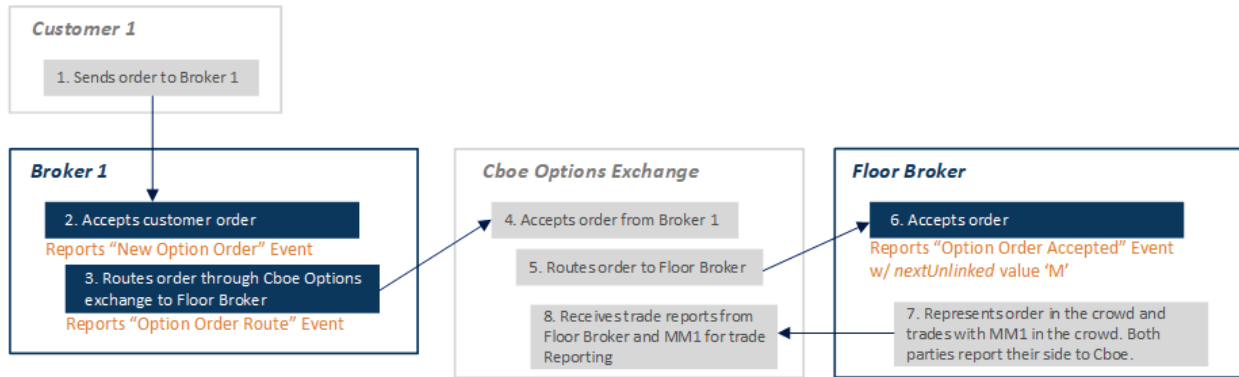 Customer 1
1. Sends order to Broker 1
Broker 1
2. Accepts customer order
Reports “New Option Order” Event
3. Routes order through Cboe Options
exchange to Floor Broker
Reports “Option Order Route” Event
Cboe Options Exchange
4. Accepts order from Broker 1
5. Routes order to Floor Broker
8. Receives trade reports from
Floor Broker and MM1 for trade
Reporting
Floor Broker
6. Accepts order
Reports “Option Order Accepted” Event
w/ nextUnlinked value ‘M’
7. Represents order in the crowd and
trades with MM1 in the crowd. Both
parties report their side to Cboe.